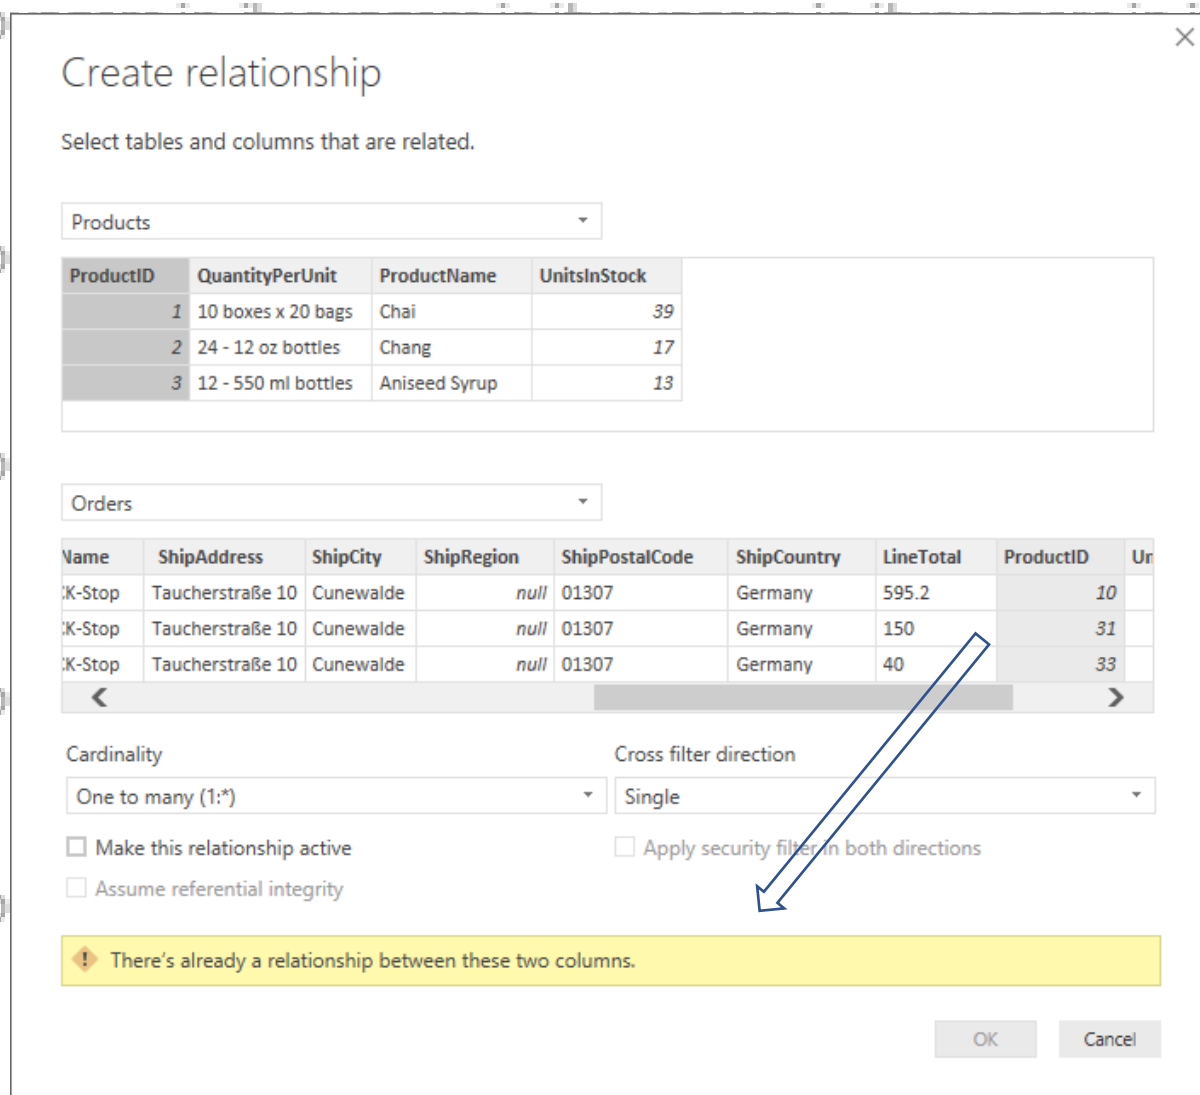 Create relationship
Select tables and columns that are related.
Products
ProductID QuantityPerUnit ProductName UnitsInStock
1 10 boxes x 20 bags Chai 39
2 24 - 12 oz bottles Chang 17
3 12 - 550 ml bottles Aniseed Syrup 13
Orders
Name ShipAddress ShipCity ShipRegion ShipPostalCode ShipCountry LineTotal ProductID Un
K-Stop Taucherstraße 10 Cunewalde null 01307 Germany 595.2 10
K-Stop Taucherstraße 10 Cunewalde null 01307 Germany 150 31
K-Stop Taucherstraße 10 Cunewalde null 01307 Germany 40 33
Cardinality Cross filter direction
One to many (1:*) Single
Make this relationship active Apply security filter in both directions
Assume referential integrity
! There's already a relationship between these two columns.
OK Cancel